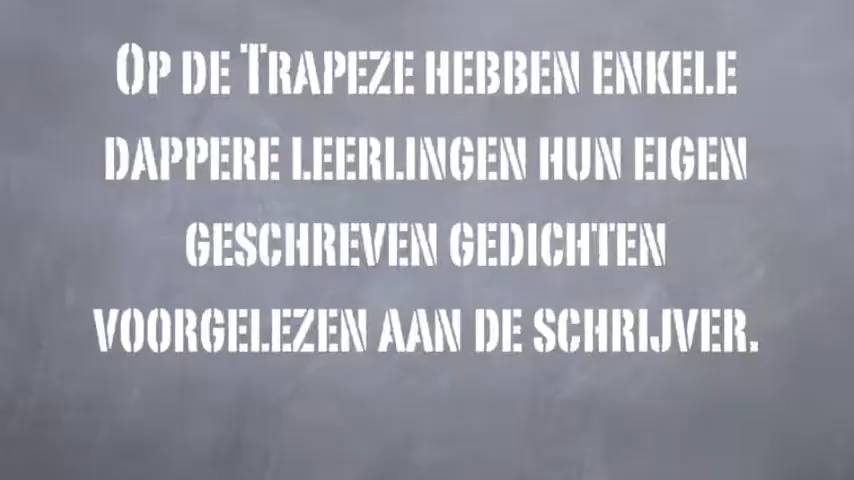 Op de Trapeze hebben enkele
dappere leerlingen hun eigen
geschreven gedichten
voorgelezen aan de schrijver.